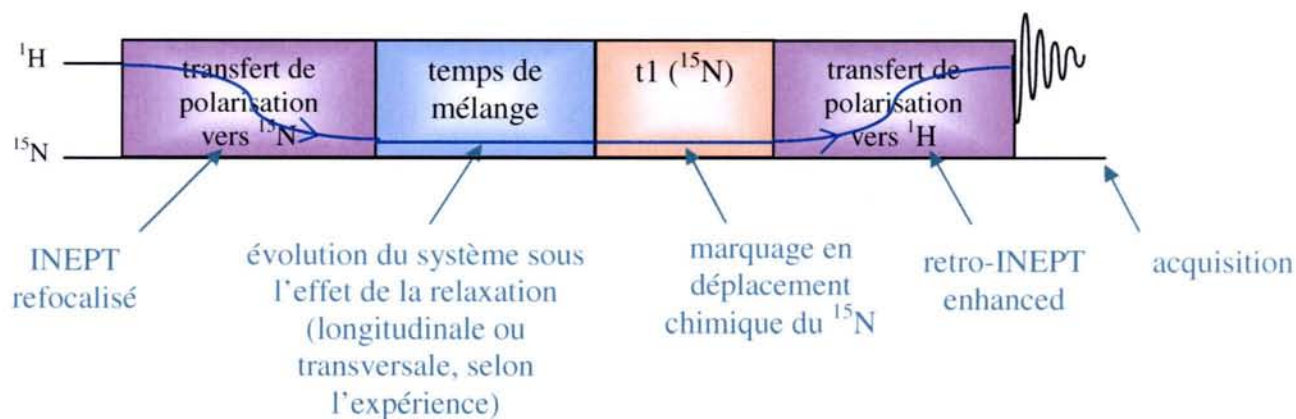 ¹H
transfert de
polarisation
vers ¹⁵N
temps de
mélange
t1 (¹⁵N)
transfert de
polarisation
vers ¹H
¹⁵N
INEPT
refocalisé
évolution du système sous
l'effet de la relaxation
(longitudinale ou
transversale, selon
l'expérience)
marquage en
déplacement
chimique du ¹⁵N
retro-INEPT
enhanced
acquisition